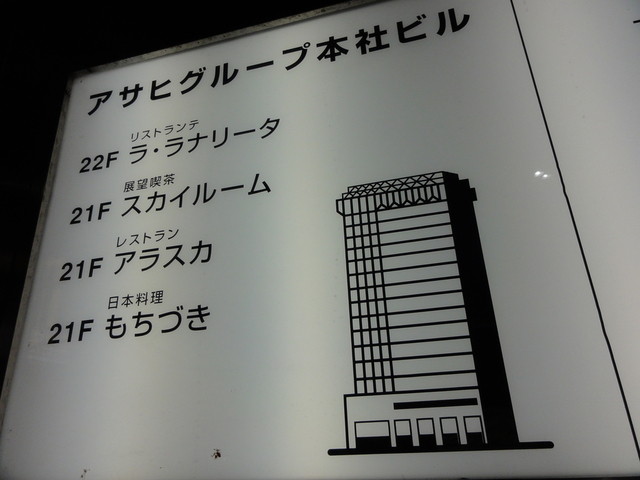 アサヒグループ本社ビル
リストランテ
22F ラ・ラナリータ
展望喫茶
21F スカイルーム
レストラン
21F アラスカ
日本料理
21F もちづき